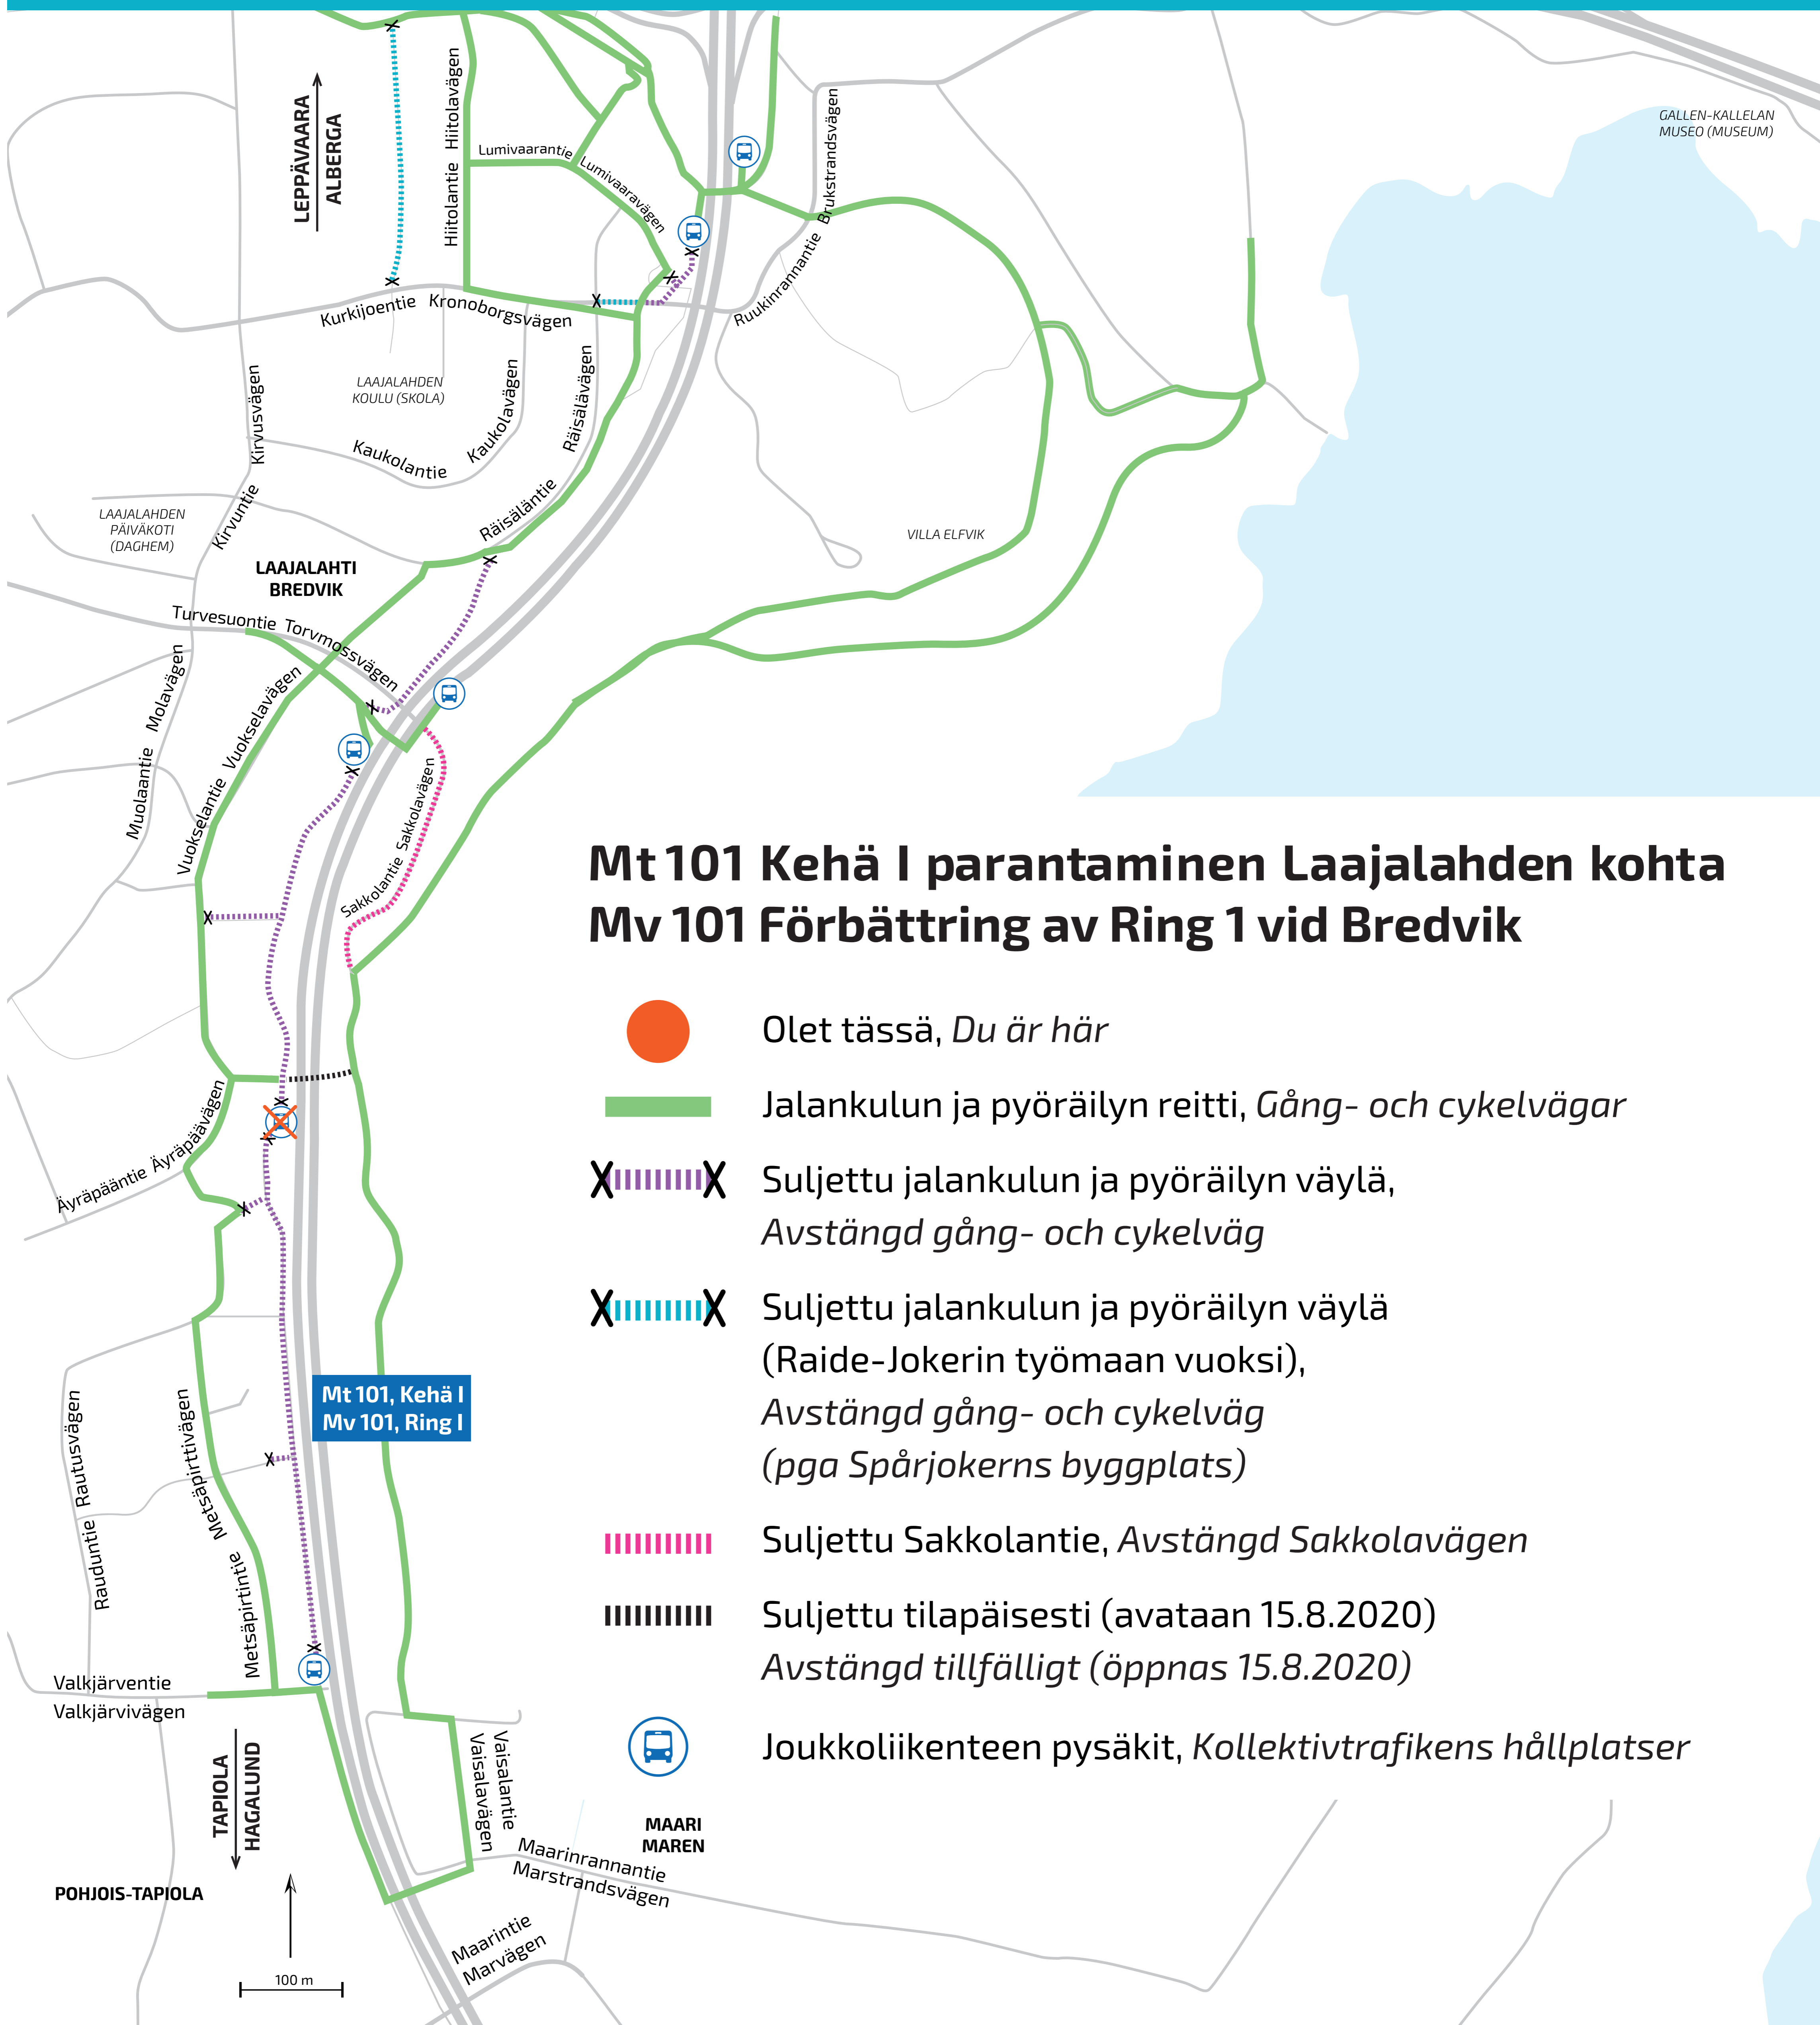 GALLEN-KALLELAN
MUSEO (MUSEUM)
LEPPÄVAARA
ALBERGA
Hiitolantie Hiitolavägen
Lumivaarantie Lumivaaravägen
Ruukinrannantie Brukstrandsvägen
Kurkijoentie Kronoborgsvägen
LAAJALAHDEN
KOULU (SKOLA)
Kirvuntie Kirvusvägen
Kaukolantie Kaukolavägen
Räisäläntie Räisälävägen
LAAJALAHDEN
PÄIVÄKOTI
(DAGHEM)
VILLA ELFVIK
LAAJALAHTI
BREDVIK
Turvesuontie Torvmossvägen
Muolaantie Molavägen
Vuokselantie Vuokselavägen
Sakkolantie Sakkolavägen
Mt 101 Kehä I parantaminen Laajalahden kohta
Mv 101 Förbättring av Ring 1 vid Bredvik
Olet tässä, Du är här
Jalankulun ja pyöräilyn reitti, Gång- och cykelvägar
Suljettu jalankulun ja pyöräilyn väylä,
Avstängd gång- och cykelväg
Suljettu jalankulun ja pyöräilyn väylä
(Raide-Jokerin työmaan vuoksi),
Avstängd gång- och cykelväg
(pga Spårjokerns byggplats)
Suljettu Sakkolantie, Avstängd Sakkolavägen
Suljettu tilapäisesti (avataan 15.8.2020)
Avstängd tillfälligt (öppnas 15.8.2020)
Joukkoliikenteen pysäkit, Kollektivtrafikens hållplatser
Äyräpääntie Äyräpäävägen
Mt 101, Kehä I
Mv 101, Ring I
Rauduntie Rautusvägen
Metsäpirtintie Metsäpirttivägen
Valkjärventie
Valkjärvivägen
TAPIOLA
HAGALUND
Vaisalantie
Vaisalavägen
MAARI
MAREN
Maarinrannantie
Marstrandsvägen
POHJOIS-TAPIOLA
Maarintie
Marvägen
100 m